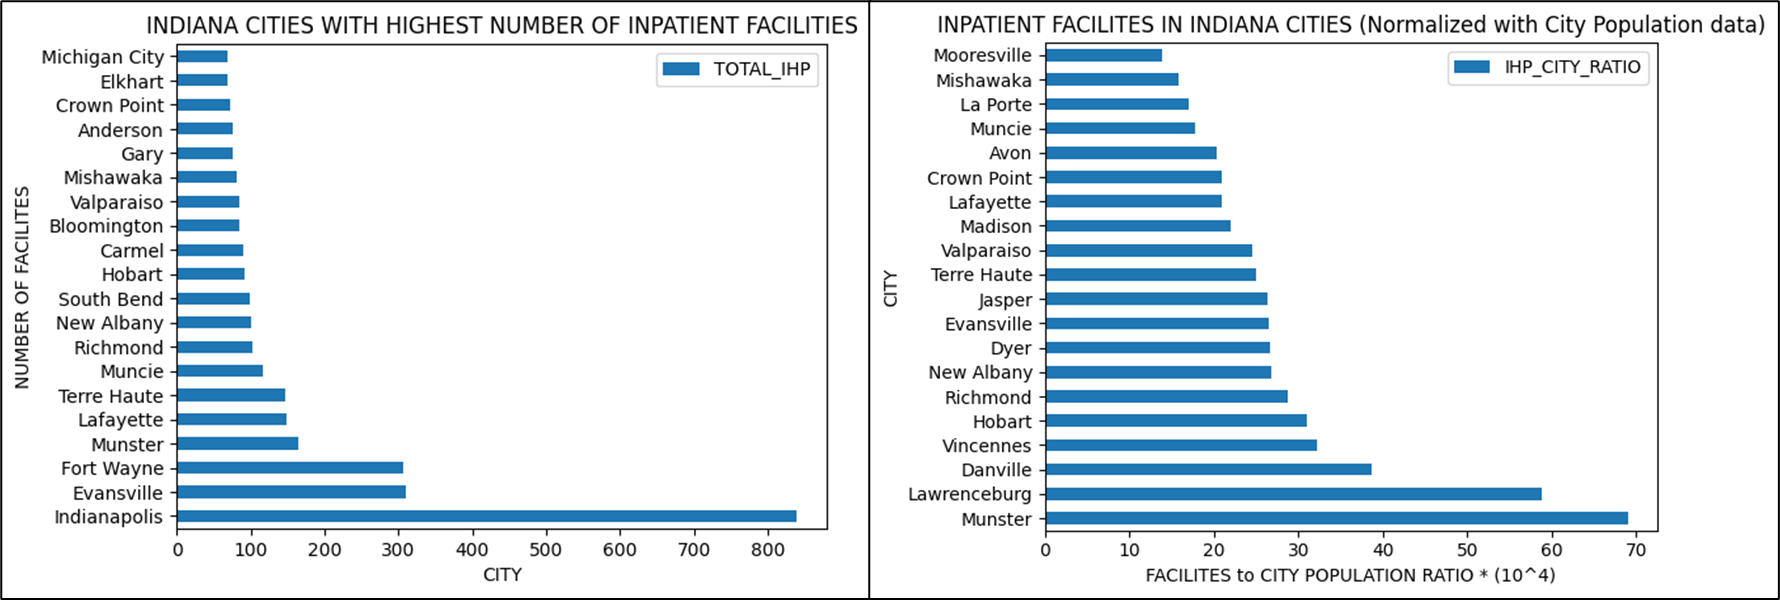 INDIANA CITIES WITH HIGHEST NUMBER OF INPATIENT FACILITIES
TOTAL_IHP
NUMBER OF FACILITES
Michigan City
Elkhart
Crown Point
Anderson
Gary
Mishawaka
Valparaiso
Bloomington
Carmel
Hobart
South Bend
New Albany
Richmond
Muncie
Terre Haute
Lafayette
Munster
Fort Wayne
Evansville
Indianapolis
0 100 200 300 400 500 600 700 800
CITY
INPATIENT FACILITES IN INDIANA CITIES (Normalized with City Population data)
IHP_CITY_RATIO
CITY
Mooresville
Mishawaka
La Porte
Muncie
Avon
Crown Point
Lafayette
Madison
Valparaiso
Terre Haute
Jasper
Evansville
Dyer
New Albany
Richmond
Hobart
Vincennes
Danville
Lawrenceburg
Munster
0 10 20 30 40 50 60 70
FACILITES to CITY POPULATION RATIO * (10^4)